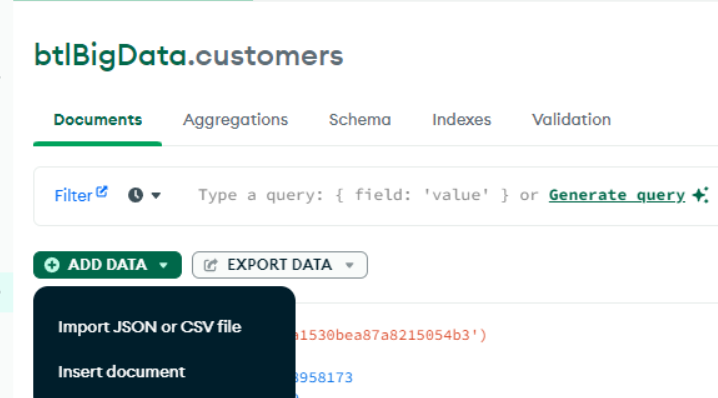 btlBigData.customers
Documents Aggregations Schema Indexes Validation
Filter Type a query: { field: 'value' } or Generate query
ADD DATA EXPORT DATA
Import JSON or CSV file
a1530bea87a8215054b3')
Insert document
8958173